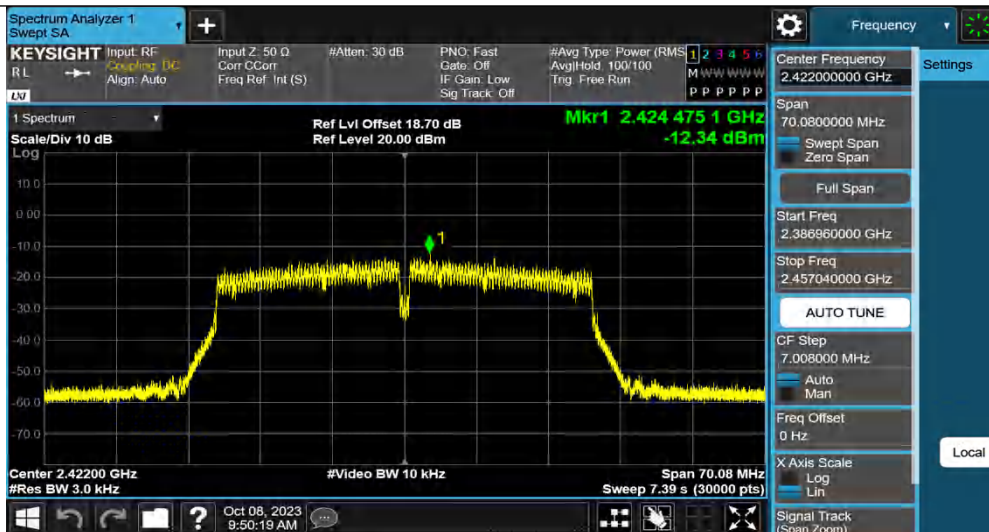 Spectrum Analyzer 1
Swept SA
+
Frequency
KEYSIGHT
RL
LXI
Input: RF
Coupling: DC
Align: Auto
Input Z: 50 Ω
Corr CCorr
Freq Ref: Int (S)
#Atten: 30 dB
PNO: Fast
Gate: Off
IF Gain: Low
Sig Track: Off
#Avg Type: Power (RMS
Avg|Hold: 100/100
Trig: Free Run
1 2 3 4 5 6
M W W W W W
P P P P P P
1 Spectrum
Scale/Div 10 dB
Ref Lvl Offset 18.70 dB
Ref Level 20.00 dBm
Mkr1 2.424 475 1 GHz
-12.34 dBm
Log
10.0
0.00
-10.0
-20.0
-30.0
-40.0
-50.0
-60.0
-70.0
1
Center 2.42200 GHz
#Res BW 3.0 kHz
#Video BW 10 kHz
Span 70.08 MHz
Sweep 7.39 s (30000 pts)
Center Frequency
2.422000000 GHz
Span
70.0800000 MHz
Swept Span
Zero Span
Full Span
Start Freq
2.386960000 GHz
Stop Freq
2.457040000 GHz
AUTO TUNE
CF Step
7.008000 MHz
Auto
Man
Freq Offset
0 Hz
X Axis Scale
Log
Lin
Signal Track
(Span Zoom)
Settings
Local
?
Oct 08, 2023
9:50:19 AM